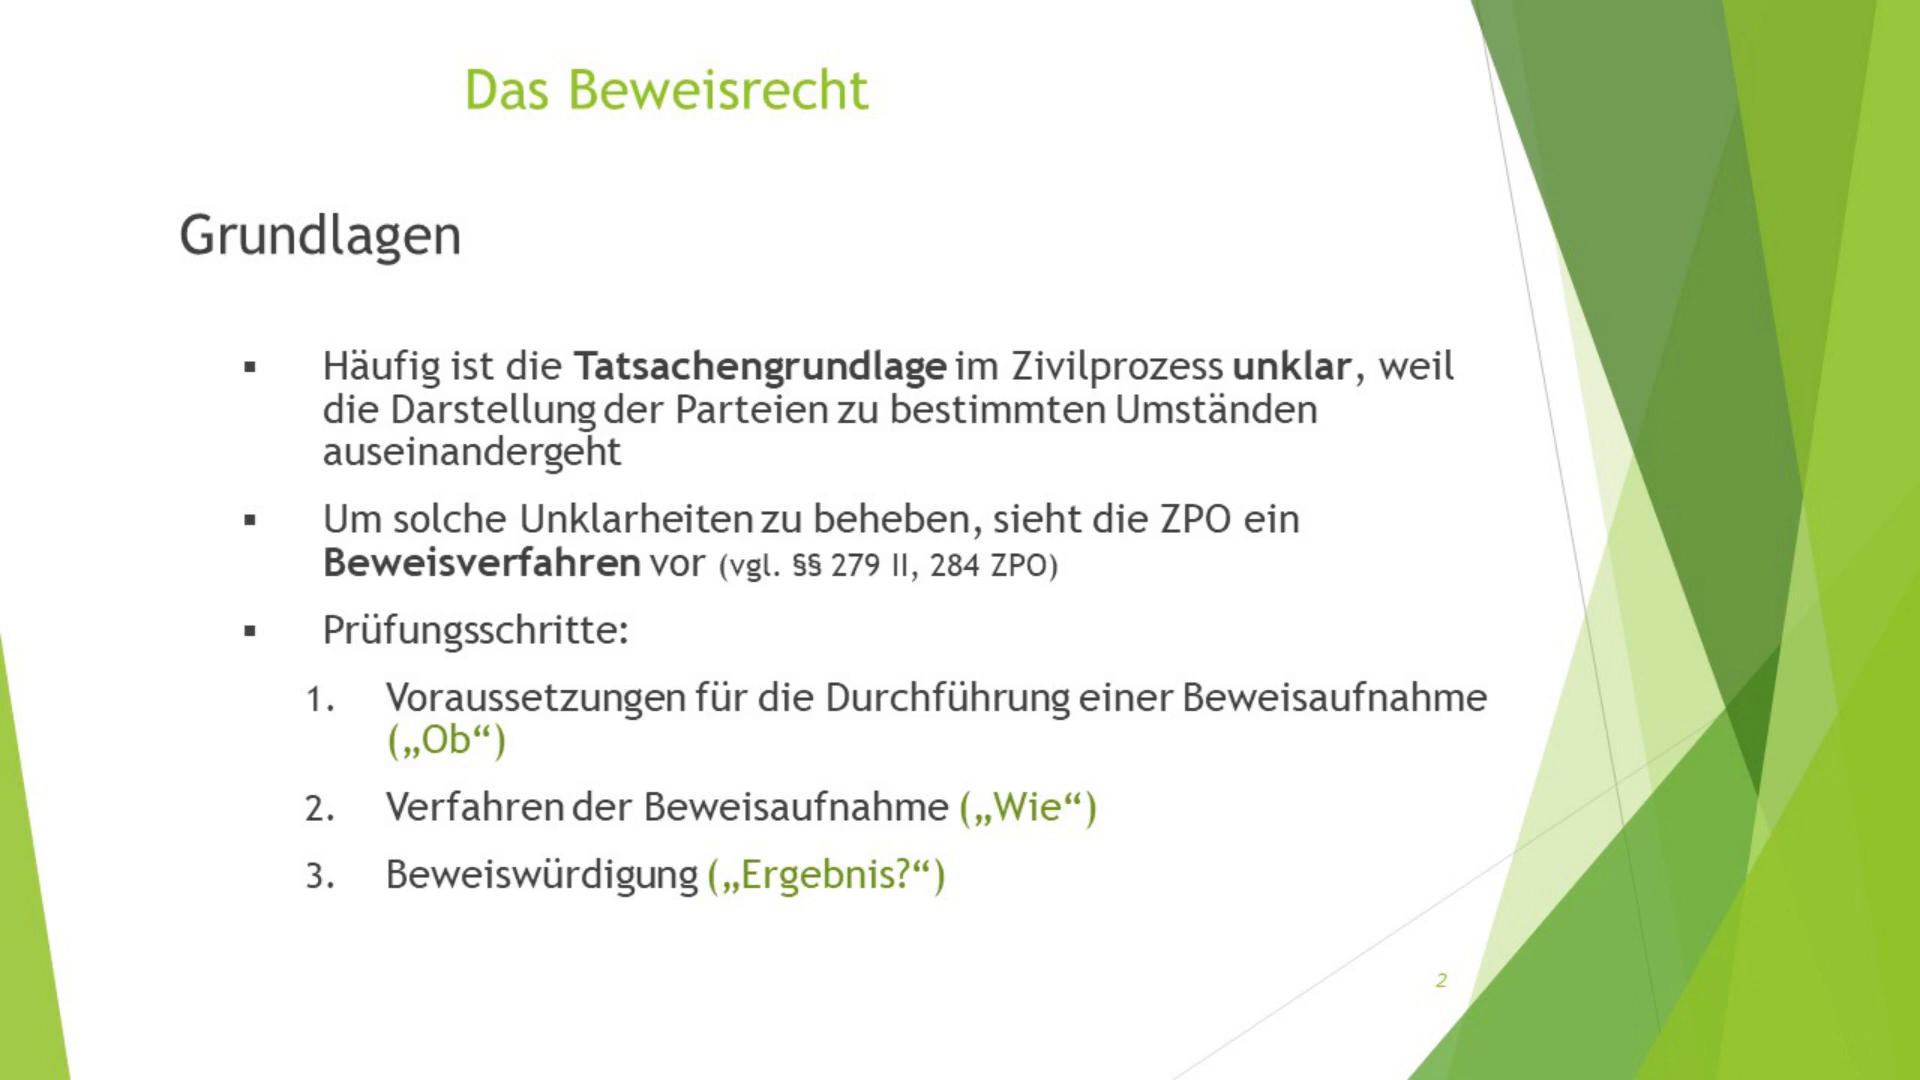 Das Beweisrecht
Grundlagen
▪ Häufig ist die Tatsachengrundlage im Zivilprozess unklar, weil
die Darstellung der Parteien zu bestimmten Umständen
auseinandergeht
▪ Um solche Unklarheiten zu beheben, sieht die ZPO ein
Beweisverfahren vor (vgl. §§ 279 II, 284 ZPO)
▪ Prüfungsschritte:
1. Voraussetzungen für die Durchführung einer Beweisaufnahme
(„Ob“)
2. Verfahren der Beweisaufnahme („Wie“)
3. Beweiswürdigung („Ergebnis?“)
2